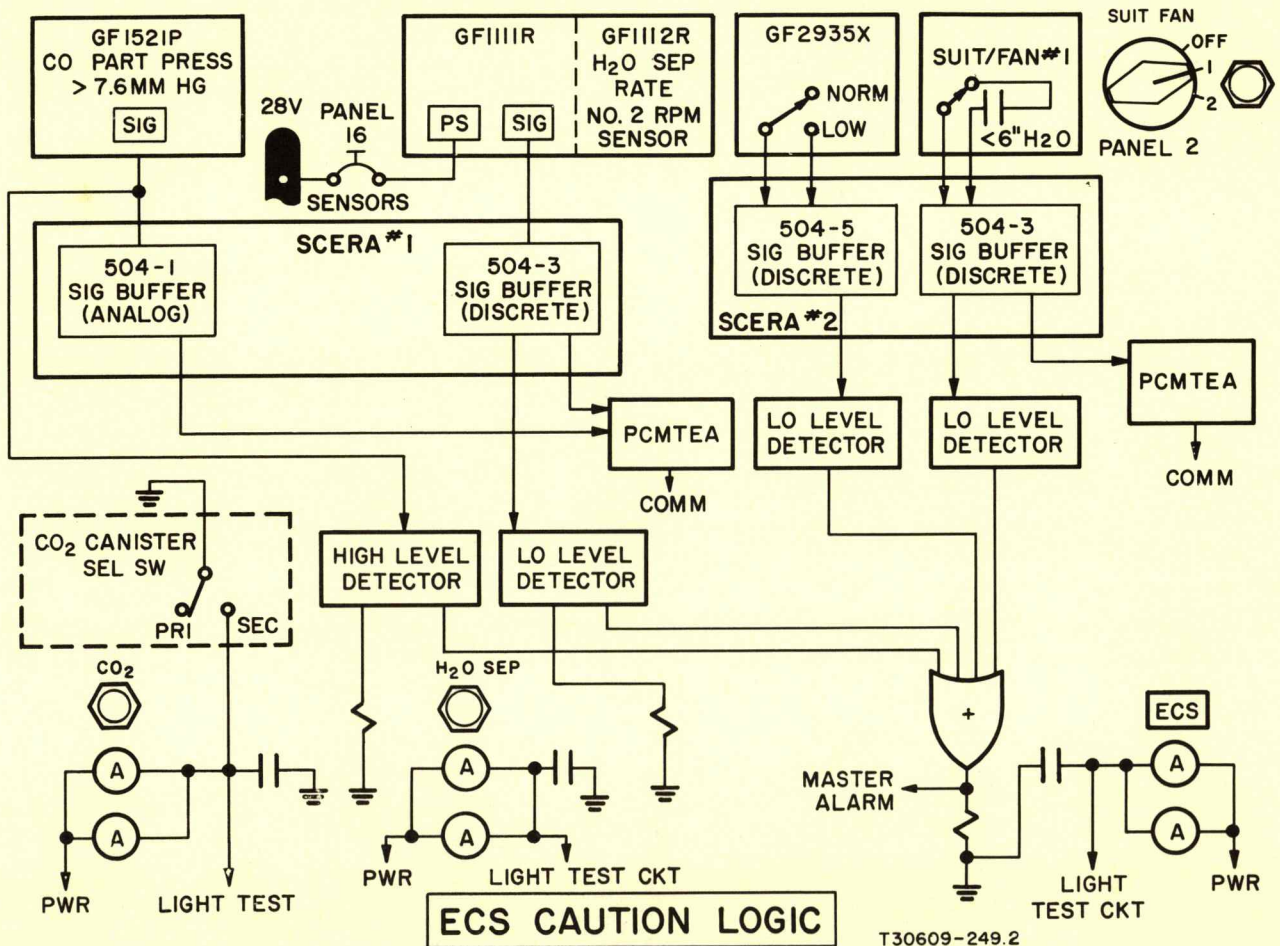 GF1521P
CO PART PRESS
> 7.6MM HG
SIG
28V
PANEL
16
SENSORS
GF1111R
PS
SIG
GF1112R
H₂O SEP
RATE
NO. 2 RPM
SENSOR
GF2935X
NORM
LOW
SUIT/FAN#1
<6"H₂O
SUIT FAN
OFF
1
2
PANEL 2
SCERA #1
504-1
SIG BUFFER
(ANALOG)
504-3
SIG BUFFER
(DISCRETE)
504-5
SIG BUFFER
(DISCRETE)
504-3
SIG BUFFER
(DISCRETE)
SCERA #2
PCMTEA
COMM
LO LEVEL
DETECTOR
LO LEVEL
DETECTOR
PCMTEA
COMM
CO₂ CANISTER
SEL SW
PRI
SEC
HIGH LEVEL
DETECTOR
LO LEVEL
DETECTOR
CO₂
A
A
PWR
LIGHT TEST
H₂O SEP
A
A
PWR
LIGHT TEST CKT
+
MASTER
ALARM
ECS
A
A
LIGHT
TEST CKT
PWR
ECS CAUTION LOGIC
T30609-249.2